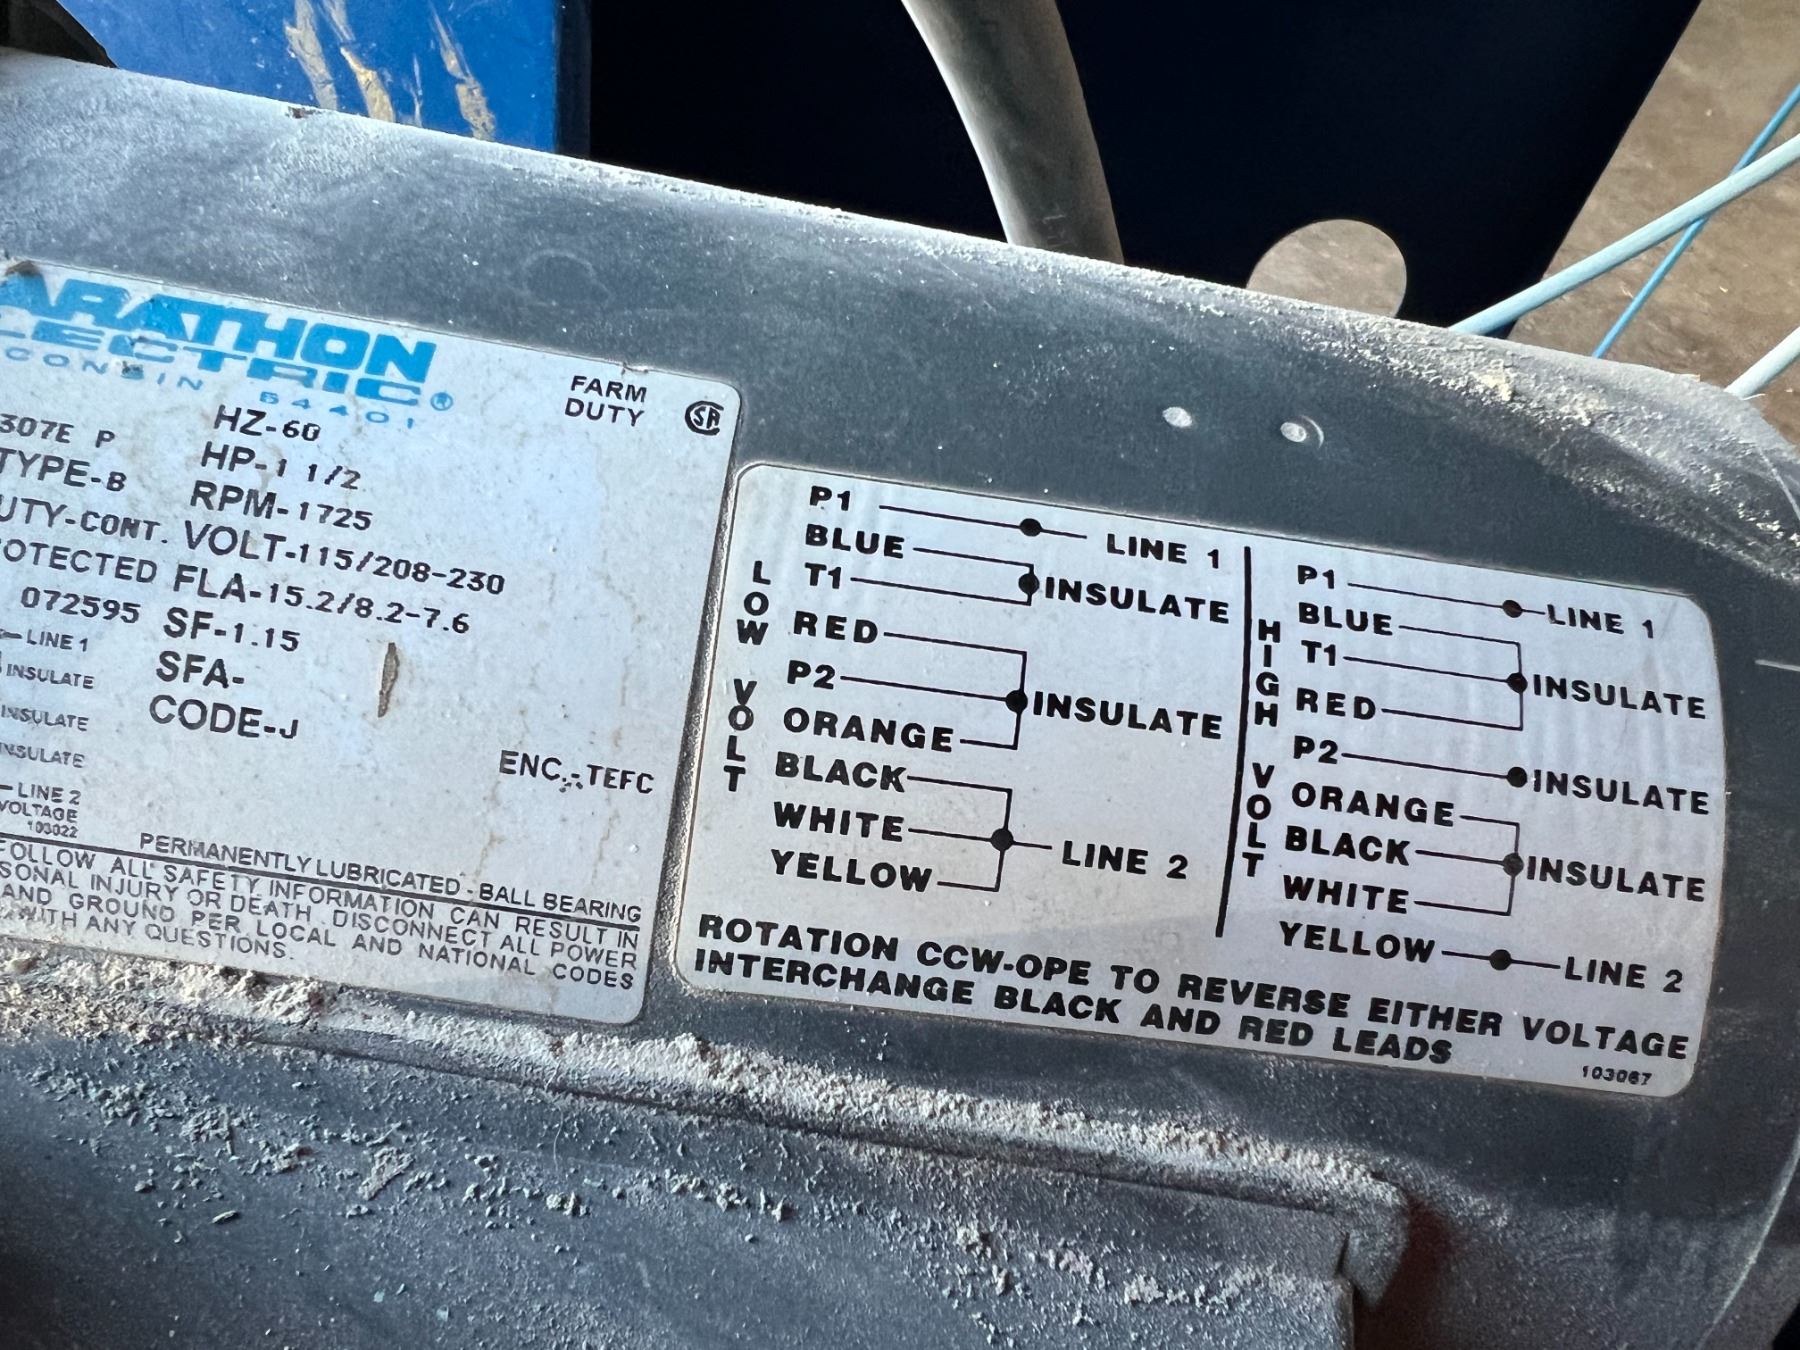 ARATHON
LECTRIC®
CONSIN 54401
FARM
DUTY
SA
307E P
HZ-60
TYPE-B
HP-1 1/2
UTY-CONT.
RPM-1725
OTECTED
VOLT-115/208-230
072595
FLA-15.2/8.2-7.6
LINE 1
SF-1.15
INSULATE
SFA-
INSULATE
CODE-J
INSULATE
ENC.-TEFC
LINE 2
VOLTAGE
103022
PERMANENTLY LUBRICATED - BALL BEARING
FOLLOW ALL SAFETY INFORMATION CAN RESULT IN
SONAL INJURY OR DEATH. DISCONNECT ALL POWER
AND GROUND PER LOCAL AND NATIONAL CODES
WITH ANY QUESTIONS.
LOW VOLT
P1 LINE 1
BLUE
T1 INSULATE
RED
P2 INSULATE
ORANGE
BLACK
WHITE LINE 2
YELLOW
HIGH VOLT
P1 LINE 1
BLUE
T1 INSULATE
RED
P2 INSULATE
ORANGE
BLACK INSULATE
WHITE
YELLOW LINE 2
ROTATION CCW-OPE TO REVERSE EITHER VOLTAGE
INTERCHANGE BLACK AND RED LEADS
103067